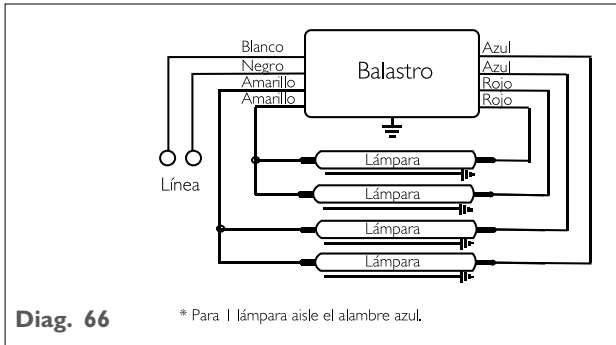 Blanco
Negro
Amarillo
Amarillo
Balastro
Azul
Azul
Rojo
Rojo
Línea
Lámpara
Lámpara
Lámpara
Lámpara
Diag. 66
* Para 1 lámpara aisle el alambre azul.